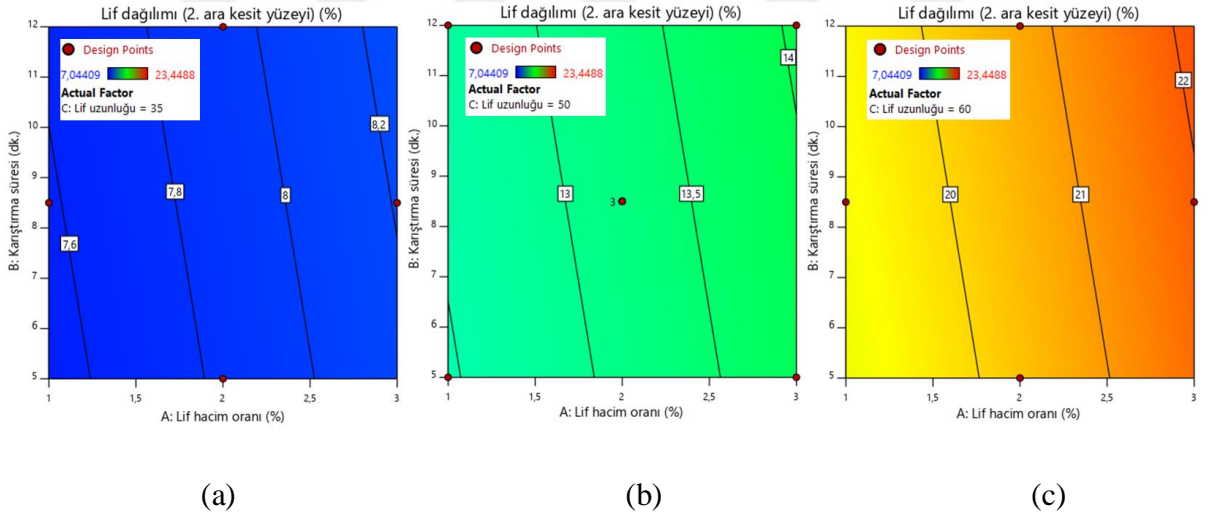 Lif dağılımı (2. ara kesit yüzeyi) (%)
Design Points
7,04409 23,4488
Actual Factor
C: Lif uzunluğu = 35
B: Karıştırma süresi (dk.)
12
11
10
9
8
7
6
5
7,6
7,8
8
8,2
1 1,5 2 2,5 3
A: Lif hacim oranı (%)
(a)
Lif dağılımı (2. ara kesit yüzeyi) (%)
Design Points
7,04409 23,4488
Actual Factor
C: Lif uzunluğu = 50
B: Karıştırma süresi (dk.)
12
11
10
9
8
7
6
5
13
3
13,5
14
1 1,5 2 2,5 3
A: Lif hacim oranı (%)
(b)
Lif dağılımı (2. ara kesit yüzeyi) (%)
Design Points
7,04409 23,4488
Actual Factor
C: Lif uzunluğu = 60
B: Karıştırma süresi (dk.)
12
11
10
9
8
7
6
5
20
21
22
1 1,5 2 2,5 3
A: Lif hacim oranı (%)
(c)